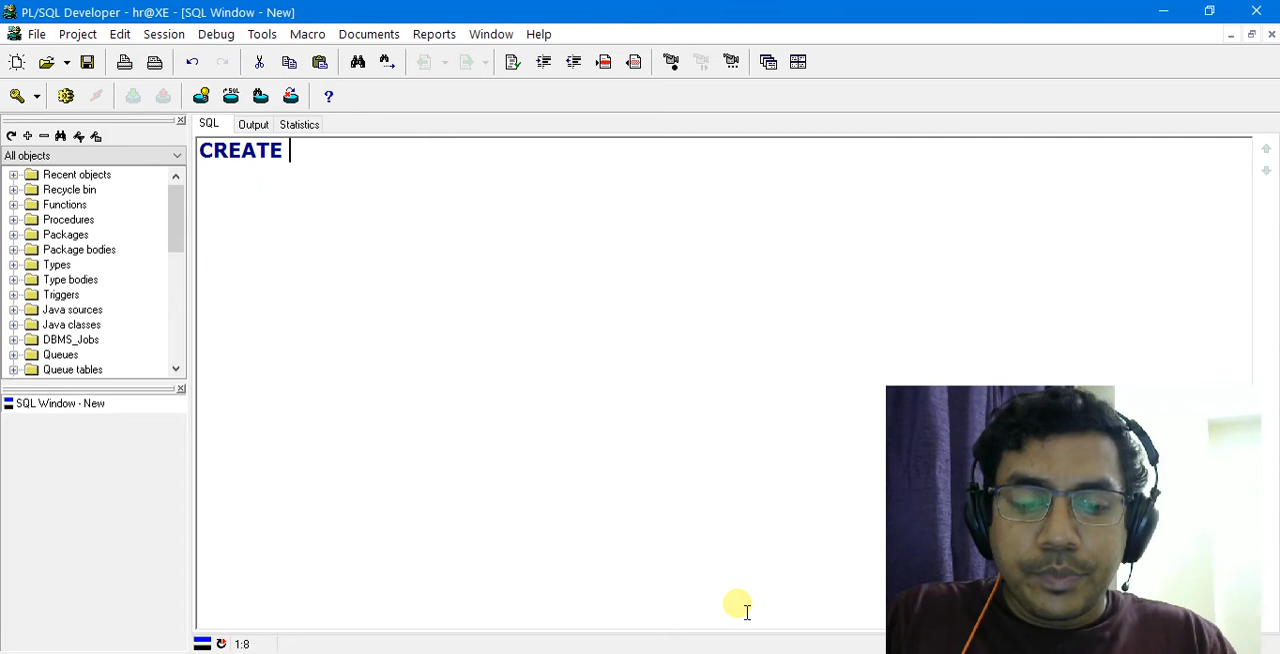 PL/SQL Developer - hr@XE - [SQL Window - New]
File Project Edit Session Debug Tools Macro Documents Reports Window Help
SQL Output Statistics
All objects
CREATE
Recent objects
Recycle bin
Functions
Procedures
Packages
Package bodies
Types
Type bodies
Triggers
Java sources
Java classes
DBMS_Jobs
Queues
Queue tables
SQL Window - New
1:8